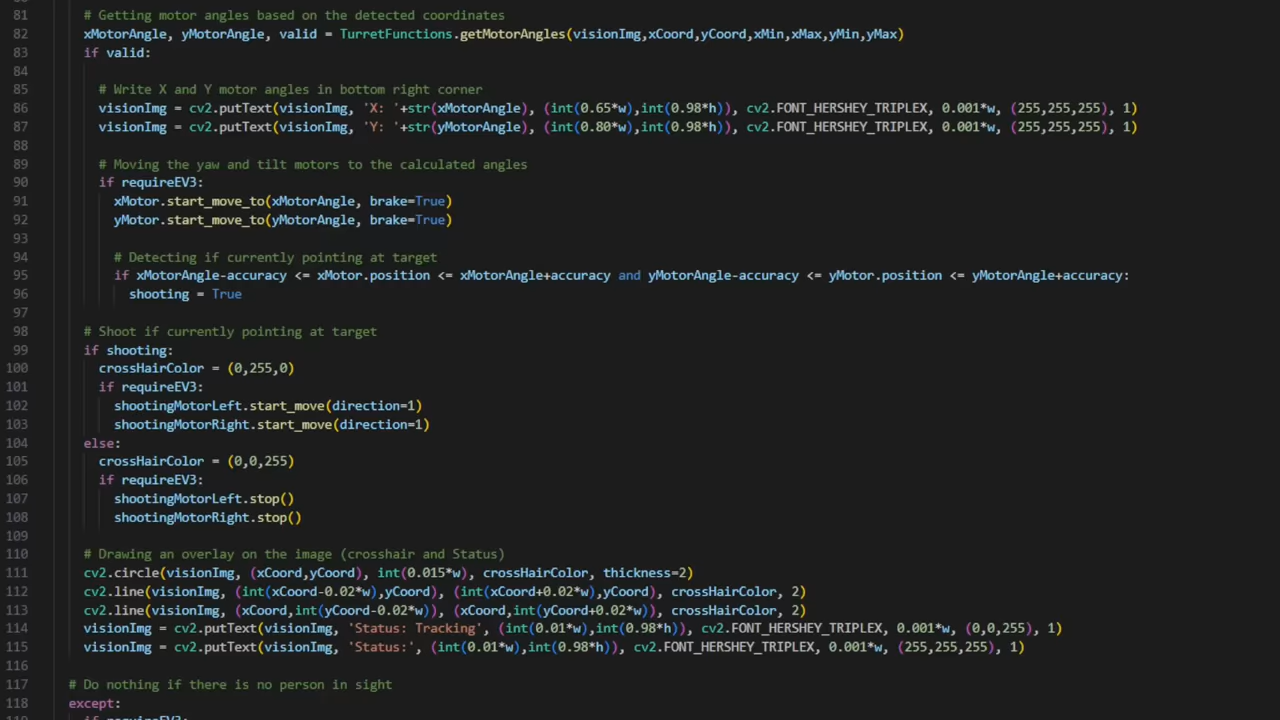 81 # Getting motor angles based on the detected coordinates
82 xMotorAngle, yMotorAngle, valid = TurretFunctions.getMotorAngles(visionImg,xCoord,yCoord,xMin,xMax,yMin,yMax)
83 if valid:
84
85 # Write X and Y motor angles in bottom right corner
86 visionImg = cv2.putText(visionImg, 'X: '+str(xMotorAngle), (int(0.65*w),int(0.98*h)), cv2.FONT_HERSHEY_TRIPLEX, 0.001*w, (255,255,255), 1)
87 visionImg = cv2.putText(visionImg, 'Y: '+str(yMotorAngle), (int(0.80*w),int(0.98*h)), cv2.FONT_HERSHEY_TRIPLEX, 0.001*w, (255,255,255), 1)
88
89 # Moving the yaw and tilt motors to the calculated angles
90 if requireEV3:
91 xMotor.start_move_to(xMotorAngle, brake=True)
92 yMotor.start_move_to(yMotorAngle, brake=True)
93
94 # Detecting if currently pointing at target
95 if xMotorAngle-accuracy <= xMotor.position <= xMotorAngle+accuracy and yMotorAngle-accuracy <= yMotor.position <= yMotorAngle+accuracy:
96 shooting = True
97
98 # Shoot if currently pointing at target
99 if shooting:
100 crossHairColor = (0,255,0)
101 if requireEV3:
102 shootingMotorLeft.start_move(direction=1)
103 shootingMotorRight.start_move(direction=1)
104 else:
105 crossHairColor = (0,0,255)
106 if requireEV3:
107 shootingMotorLeft.stop()
108 shootingMotorRight.stop()
109
110 # Drawing an overlay on the image (crosshair and Status)
111 cv2.circle(visionImg, (xCoord,yCoord), int(0.015*w), crossHairColor, thickness=2)
112 cv2.line(visionImg, (int(xCoord-0.02*w),yCoord), (int(xCoord+0.02*w),yCoord), crossHairColor, 2)
113 cv2.line(visionImg, (xCoord,int(yCoord-0.02*w)), (xCoord,int(yCoord+0.02*w)), crossHairColor, 2)
114 visionImg = cv2.putText(visionImg, 'Status: Tracking', (int(0.01*w),int(0.98*h)), cv2.FONT_HERSHEY_TRIPLEX, 0.001*w, (0,0,255), 1)
115 visionImg = cv2.putText(visionImg, 'Status:', (int(0.01*w),int(0.98*h)), cv2.FONT_HERSHEY_TRIPLEX, 0.001*w, (255,255,255), 1)
116
117 # Do nothing if there is no person in sight
118 except: